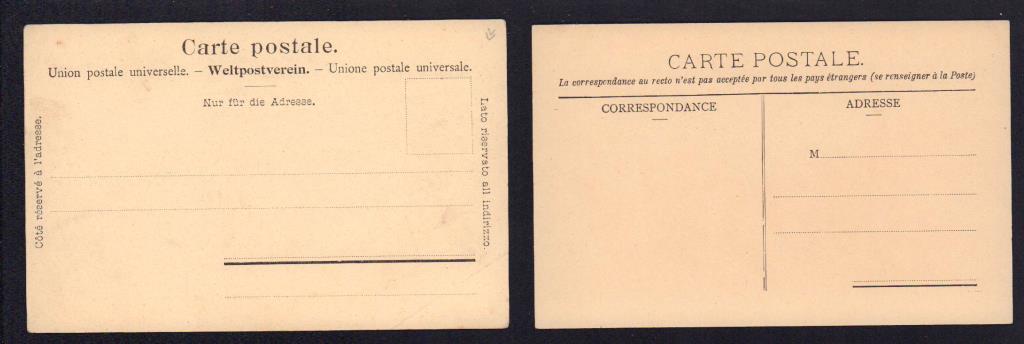 Carte postale.
Union postale universelle. – Weltpostverein. – Unione postale universale.
Nur für die Adresse.
Côté réservé à l'adresse.
Lato riservato all indirizzo.
CARTE POSTALE.
La correspondance au recto n'est pas acceptée par tous les pays étrangers (se renseigner à la Poste)
CORRESPONDANCE
ADRESSE
M